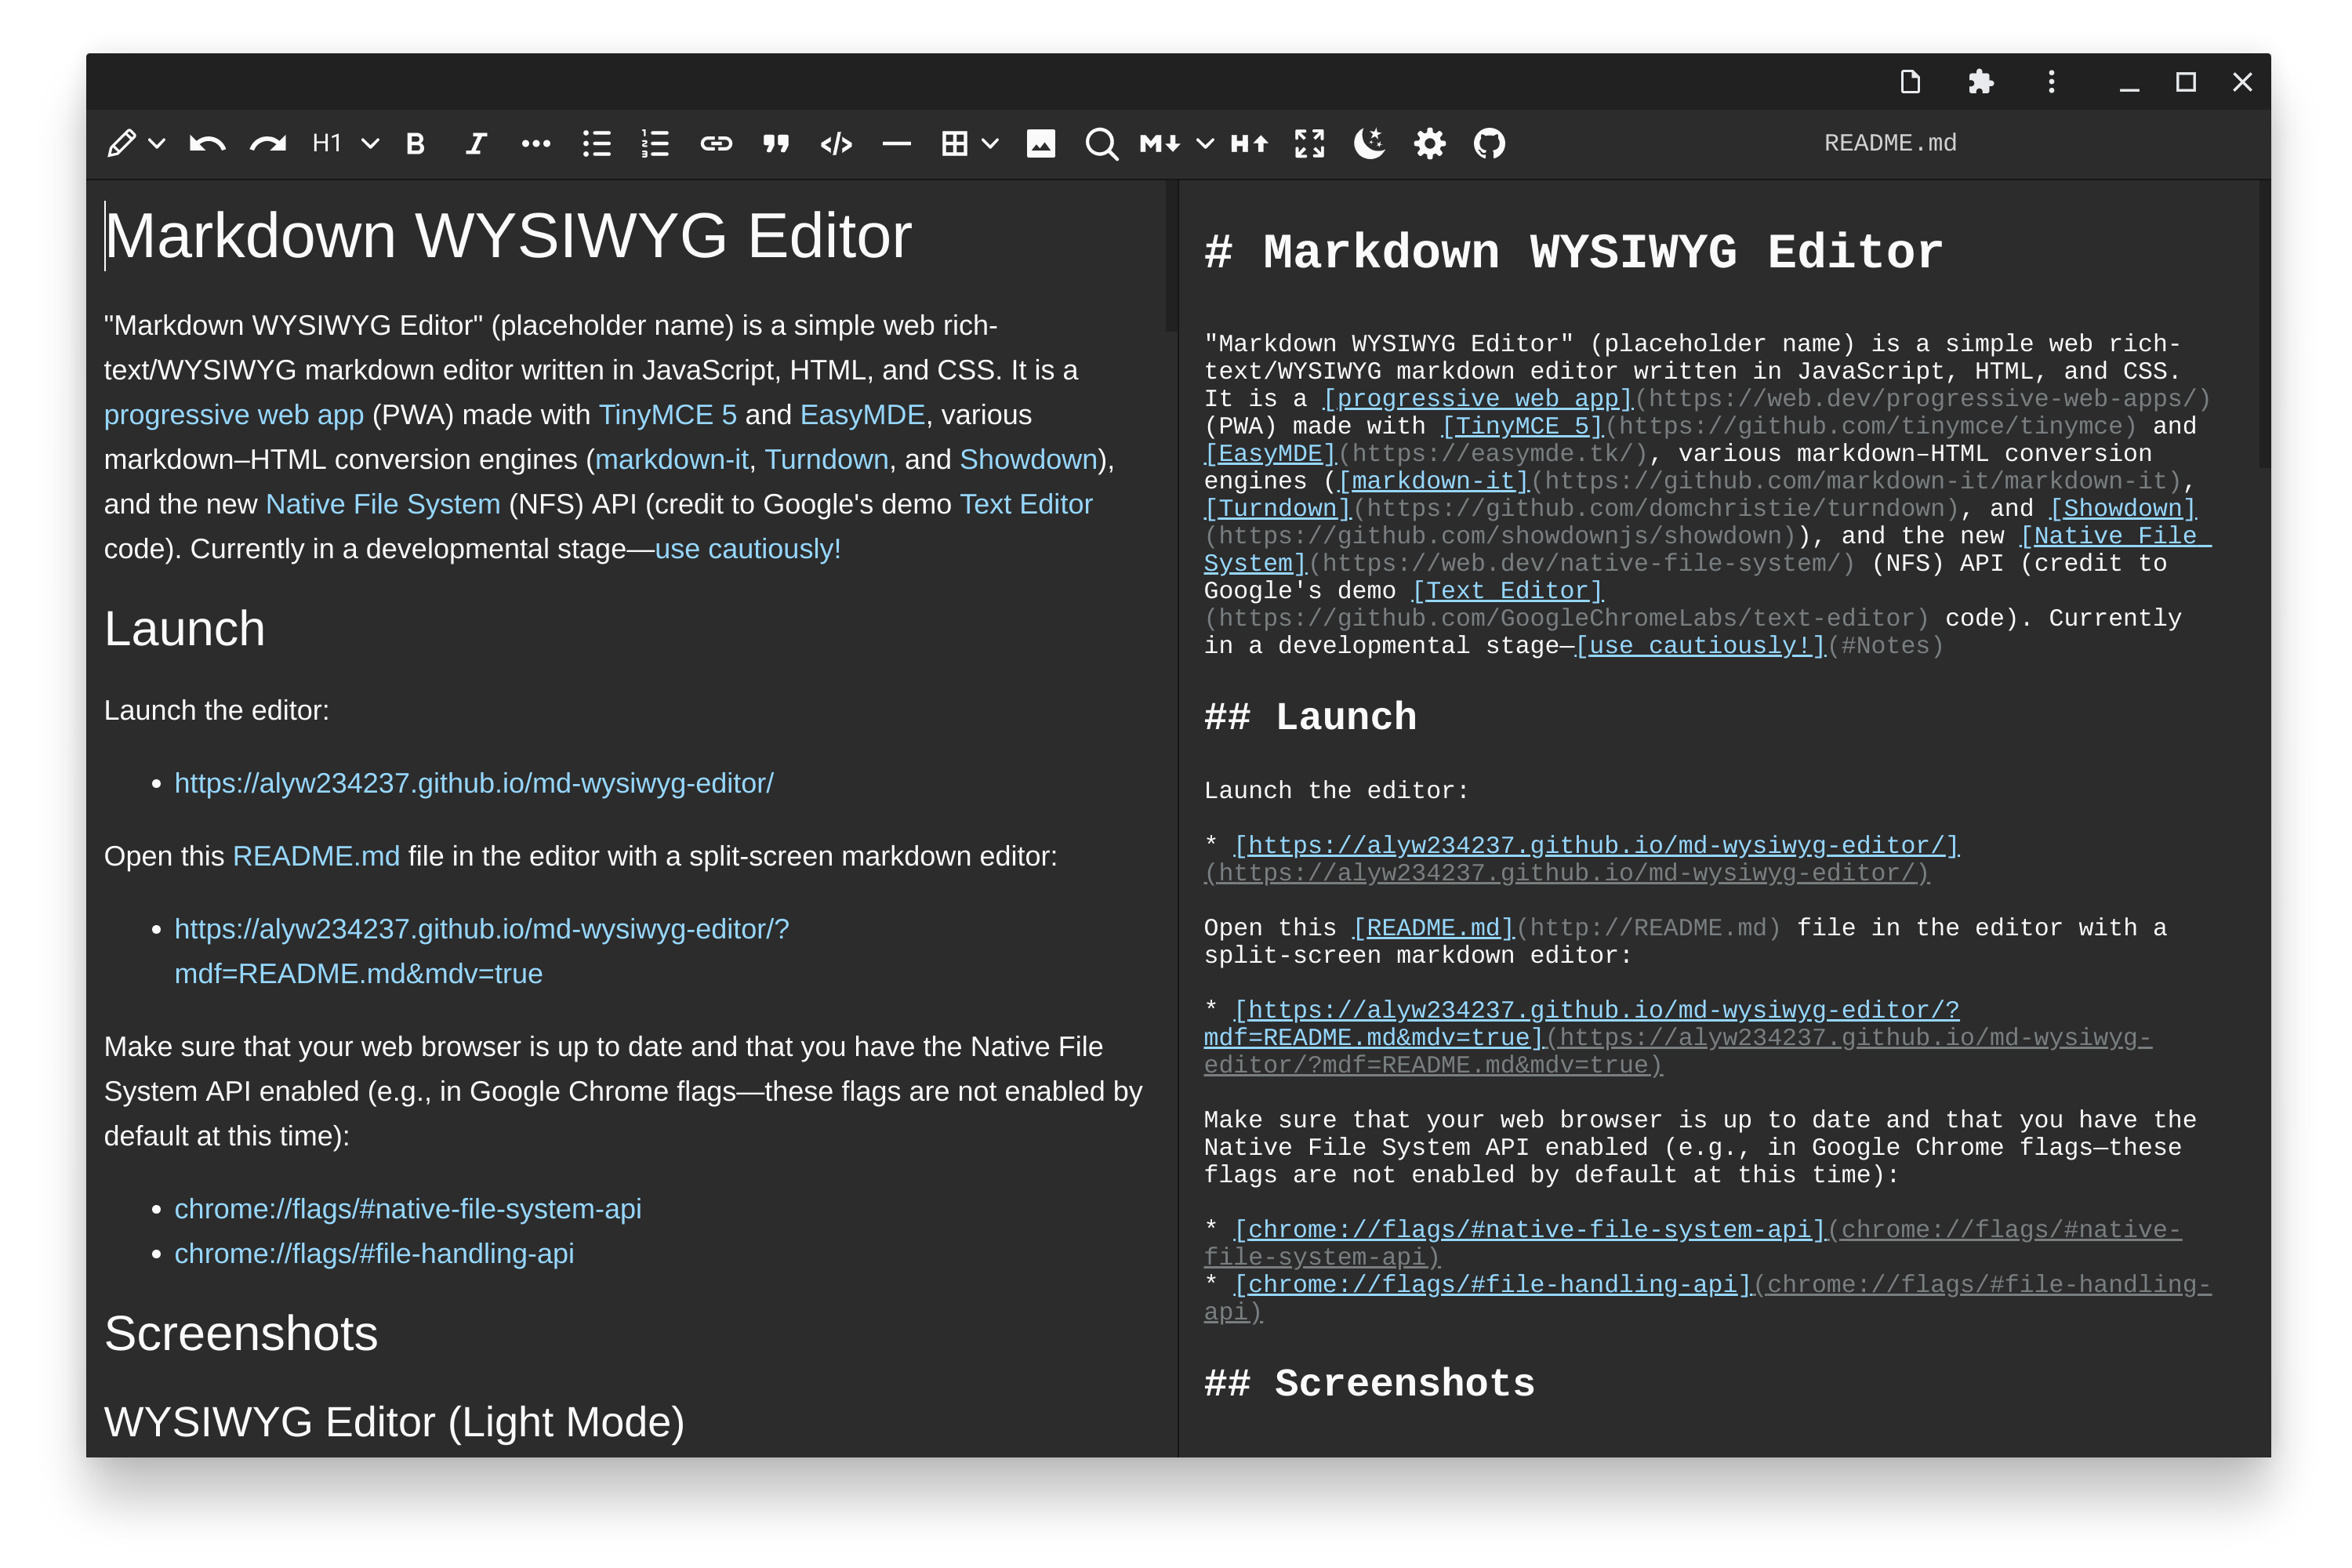 H1
README.md
Markdown WYSIWYG Editor
"Markdown WYSIWYG Editor" (placeholder name) is a simple web rich-
text/WYSIWYG markdown editor written in JavaScript, HTML, and CSS. It is a
progressive web app (PWA) made with TinyMCE 5 and EasyMDE, various
markdown–HTML conversion engines (markdown-it, Turndown, and Showdown),
and the new Native File System (NFS) API (credit to Google's demo Text Editor
code). Currently in a developmental stage—use cautiously!
Launch
Launch the editor:
• https://alyw234237.github.io/md-wysiwyg-editor/
Open this README.md file in the editor with a split-screen markdown editor:
• https://alyw234237.github.io/md-wysiwyg-editor/?
mdf=README.md&mdv=true
Make sure that your web browser is up to date and that you have the Native File
System API enabled (e.g., in Google Chrome flags—these flags are not enabled by
default at this time):
• chrome://flags/#native-file-system-api
• chrome://flags/#file-handling-api
Screenshots
WYSIWYG Editor (Light Mode)
# Markdown WYSIWYG Editor
"Markdown WYSIWYG Editor" (placeholder name) is a simple web rich-
text/WYSIWYG markdown editor written in JavaScript, HTML, and CSS.
It is a [progressive web app](https://web.dev/progressive-web-apps/)
(PWA) made with [TinyMCE 5](https://github.com/tinymce/tinymce) and
[EasyMDE](https://easymde.tk/), various markdown–HTML conversion
engines ([markdown-it](https://github.com/markdown-it/markdown-it),
[Turndown](https://github.com/domchristie/turndown), and [Showdown]
(https://github.com/showdownjs/showdown)), and the new [Native File
System](https://web.dev/native-file-system/) (NFS) API (credit to
Google's demo [Text Editor]
(https://github.com/GoogleChromeLabs/text-editor) code). Currently
in a developmental stage—[use cautiously!](#Notes)
## Launch
Launch the editor:
* [https://alyw234237.github.io/md-wysiwyg-editor/]
(https://alyw234237.github.io/md-wysiwyg-editor/)
Open this [README.md](http://README.md) file in the editor with a
split-screen markdown editor:
* [https://alyw234237.github.io/md-wysiwyg-editor/?
mdf=README.md&mdv=true](https://alyw234237.github.io/md-wysiwyg-
editor/?mdf=README.md&mdv=true)
Make sure that your web browser is up to date and that you have the
Native File System API enabled (e.g., in Google Chrome flags—these
flags are not enabled by default at this time):
* [chrome://flags/#native-file-system-api](chrome://flags/#native-
file-system-api)
* [chrome://flags/#file-handling-api](chrome://flags/#file-handling-
api)
## Screenshots